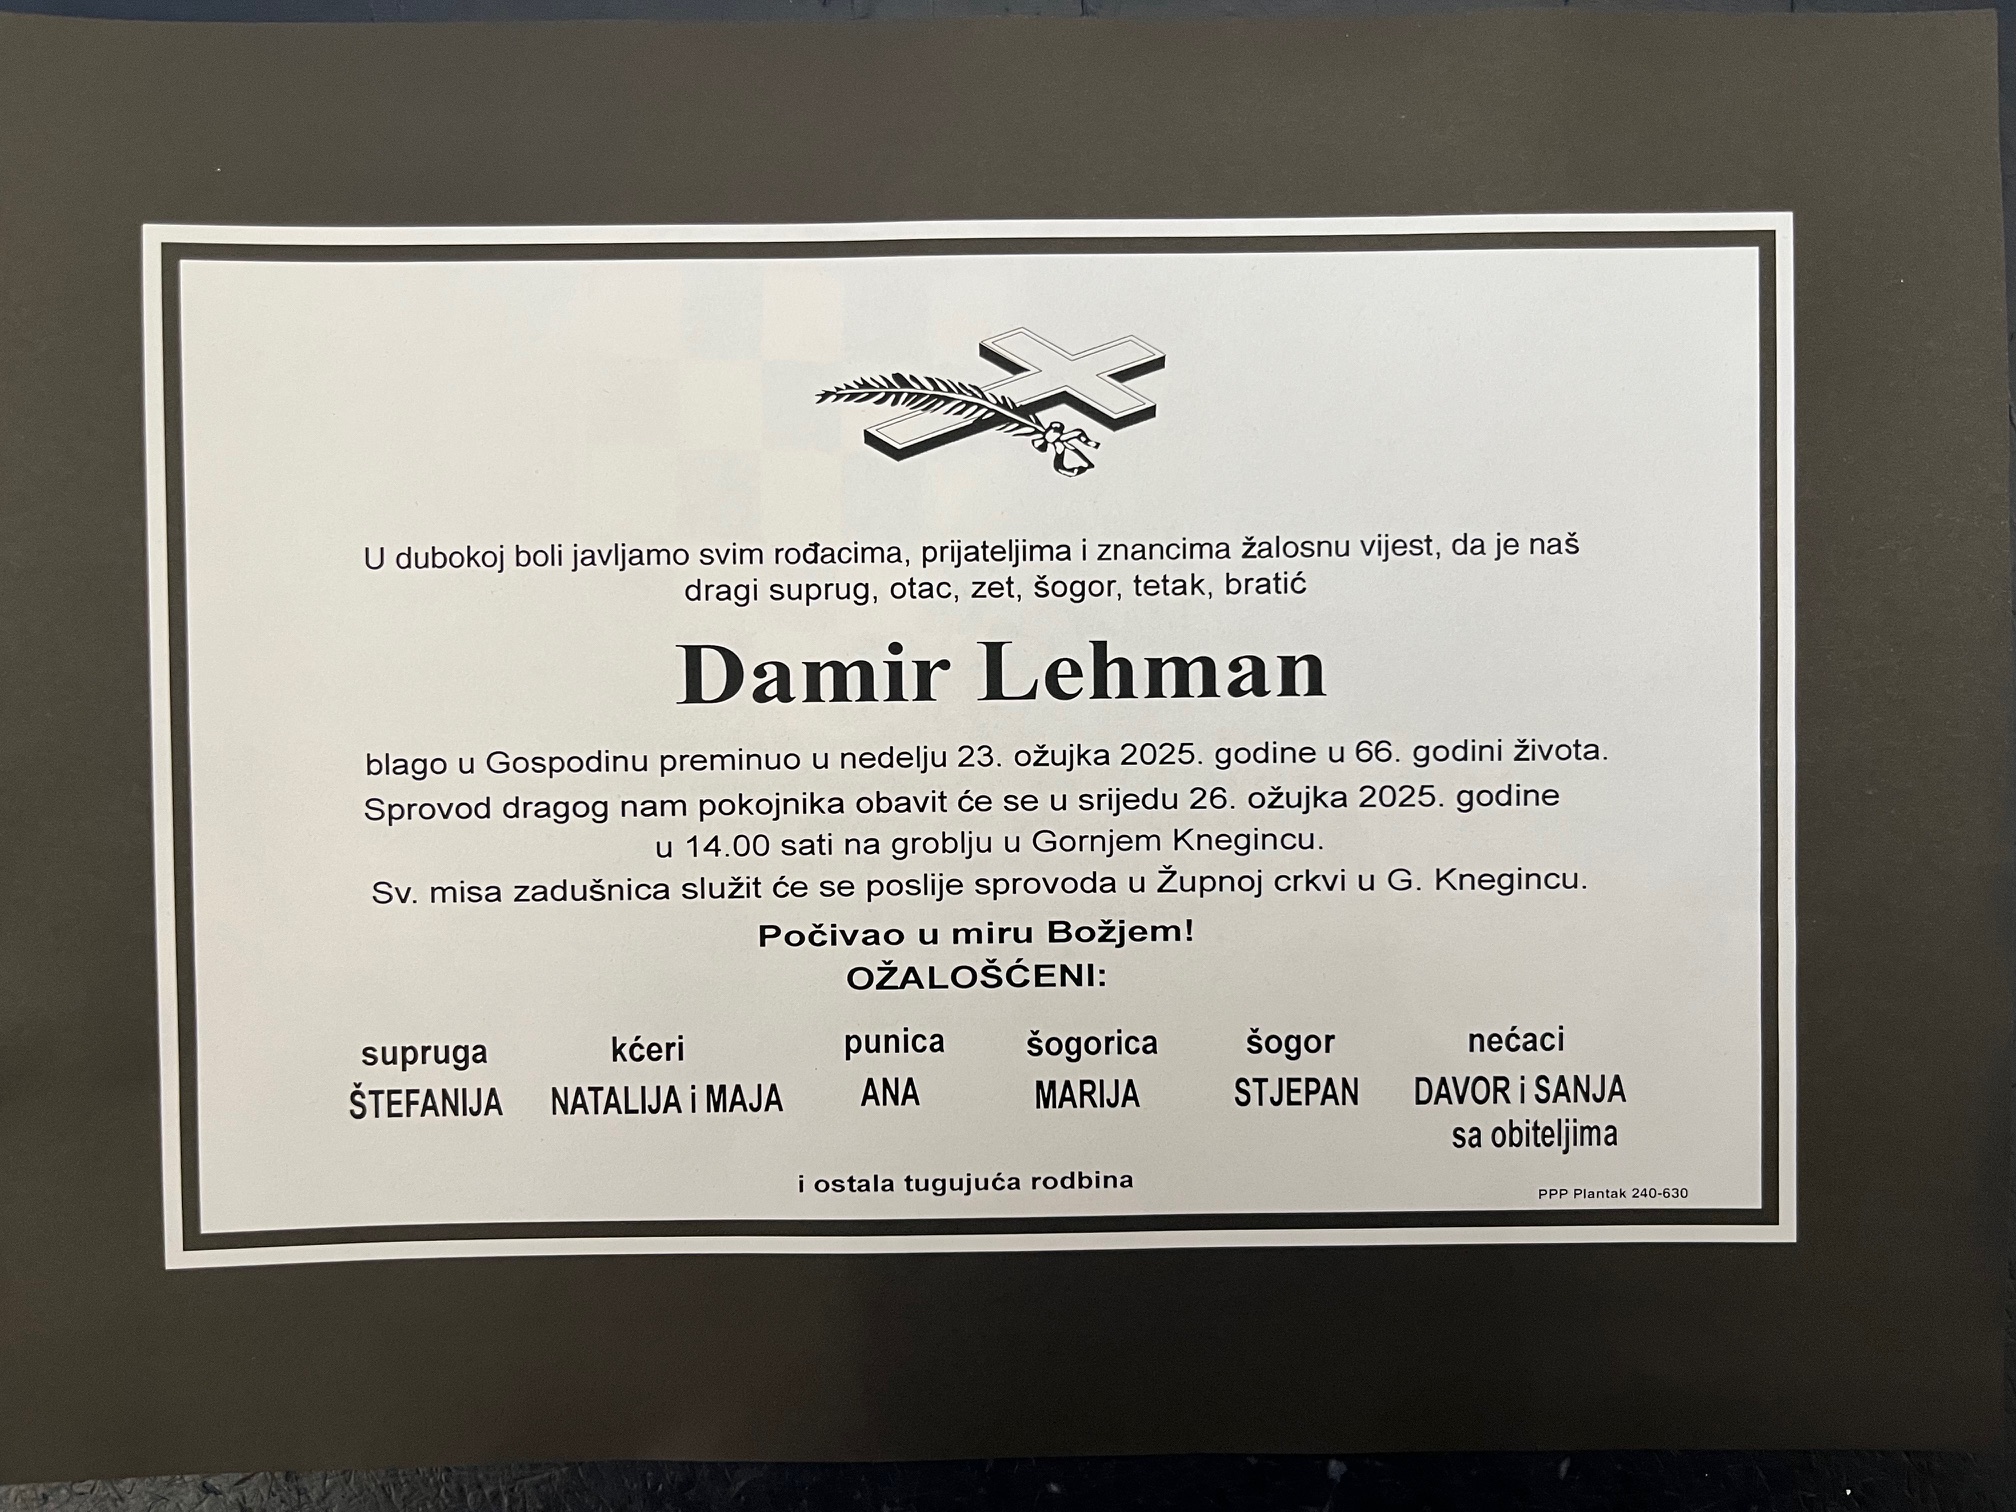 U dubokoj boli javljamo svim rođacima, prijateljima i znancima žalosnu vijest, da je naš
dragi suprug, otac, zet, šogor, tetak, bratić
Damir Lehman
blago u Gospodinu preminuo u nedelju 23. ožujka 2025. godine u 66. godini života.
Sprovod dragog nam pokojnika obavit će se u srijedu 26. ožujka 2025. godine
u 14.00 sati na groblju u Gornjem Knegincu.
Sv. misa zadušnica služit će se poslije sprovoda u Župnoj crkvi u G. Knegincu.
Počivao u miru Božjem!
OŽALOŠĆENI:
supruga kćeri punica šogorica šogor nećaci
ŠTEFANIJA NATALIJA i MAJA ANA MARIJA STJEPAN DAVOR i SANJA
sa obiteljima
i ostala tugujuća rodbina
PPP Plantak 240-630